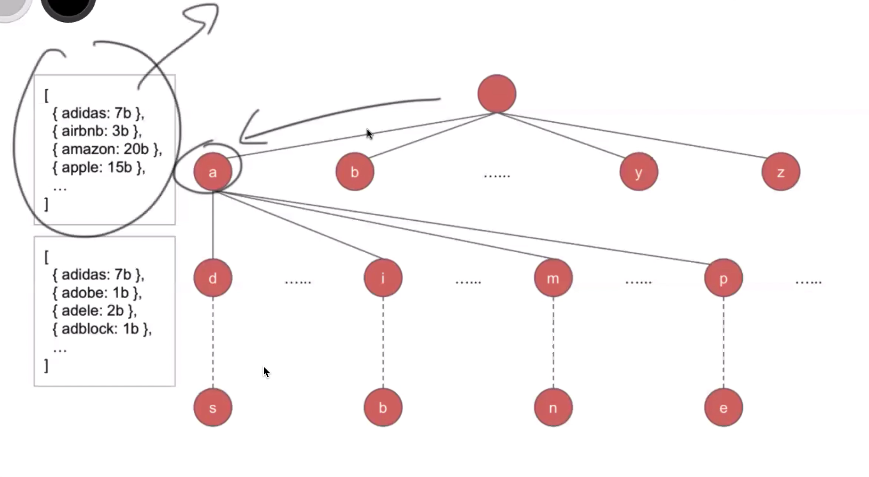 [
{ adidas: 7b },
{ airbnb: 3b },
{ amazon: 20b },
{ apple: 15b },
…
]
a
b
......
y
z
[
{ adidas: 7b },
{ adobe: 1b },
{ adele: 2b },
{ adblock: 1b },
…
]
d
......
i
......
m
......
p
......
s
b
n
e